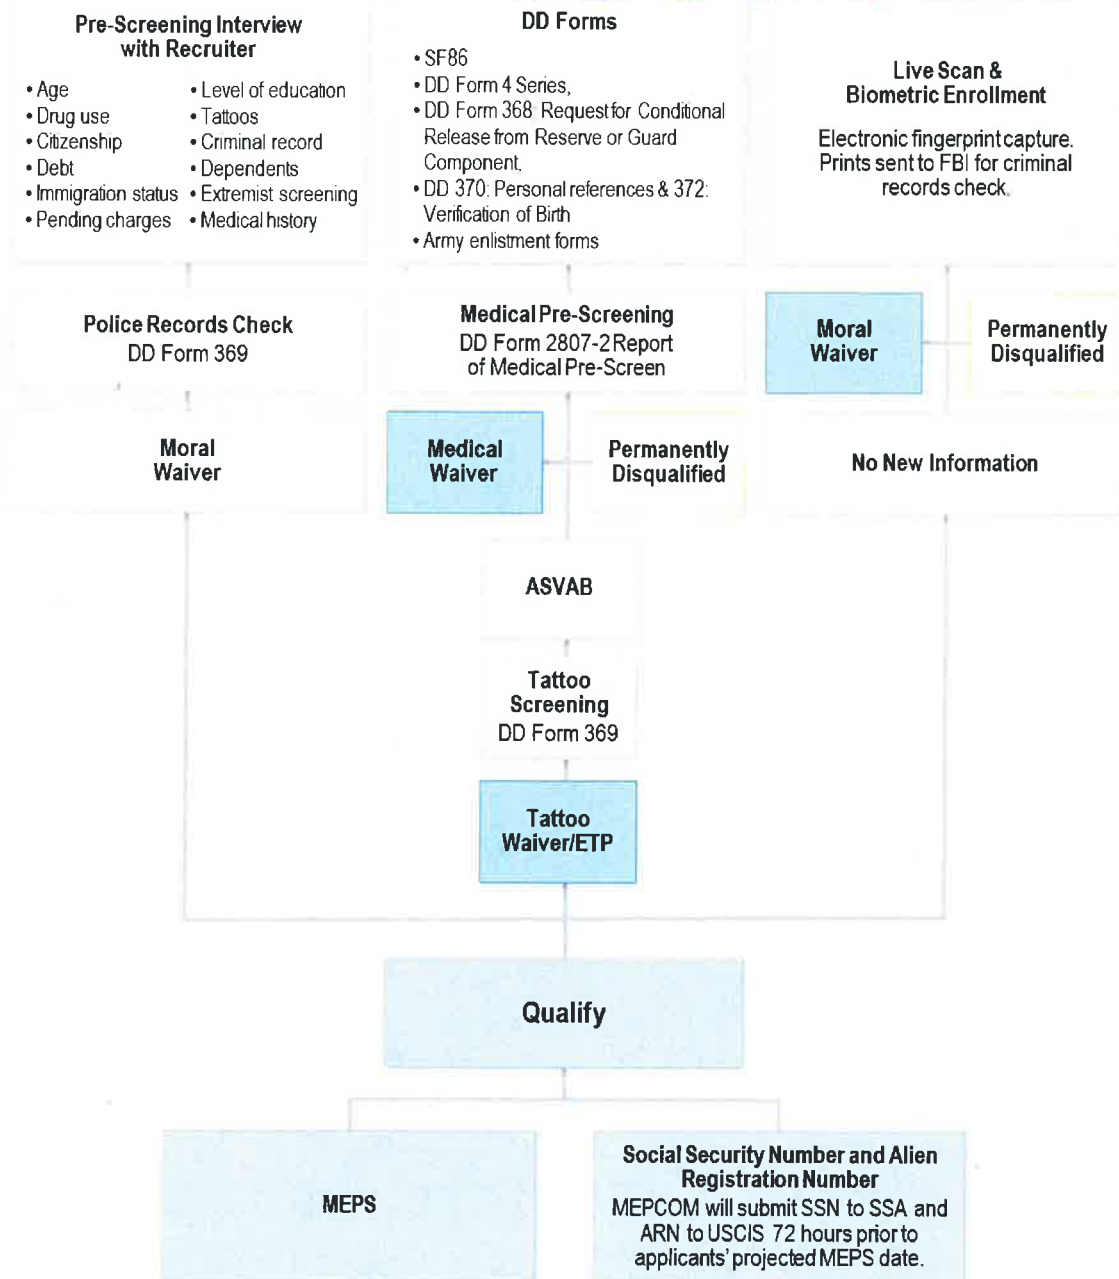 Pre-Screening Interview
with Recruiter
• Age
• Drug use
• Citizenship
• Debt
• Immigration status
• Pending charges
• Level of education
• Tattoos
• Criminal record
• Dependents
• Extremist screening
• Medical history
DD Forms
• SF86
• DD Form 4 Series,
• DD Form 368: Request for Conditional
Release from Reserve or Guard
Component,
• DD 370: Personal references & 372:
Verification of Birth
• Army enlistment forms
Live Scan &
Biometric Enrollment
Electronic fingerprint capture.
Prints sent to FBI for criminal
records check.
Police Records Check
DD Form 369
Medical Pre-Screening
DD Form 2807-2 Report
of Medical Pre-Screen
Moral
Waiver
Permanently
Disqualified
Moral
Waiver
Medical
Waiver
Permanently
Disqualified
No New Information
ASVAB
Tattoo
Screening
DD Form 369
Tattoo
Waiver/ETP
Qualify
MEPS
Social Security Number and Alien
Registration Number
MEPCOM will submit SSN to SSA and
ARN to USCIS 72 hours prior to
applicants' projected MEPS date.